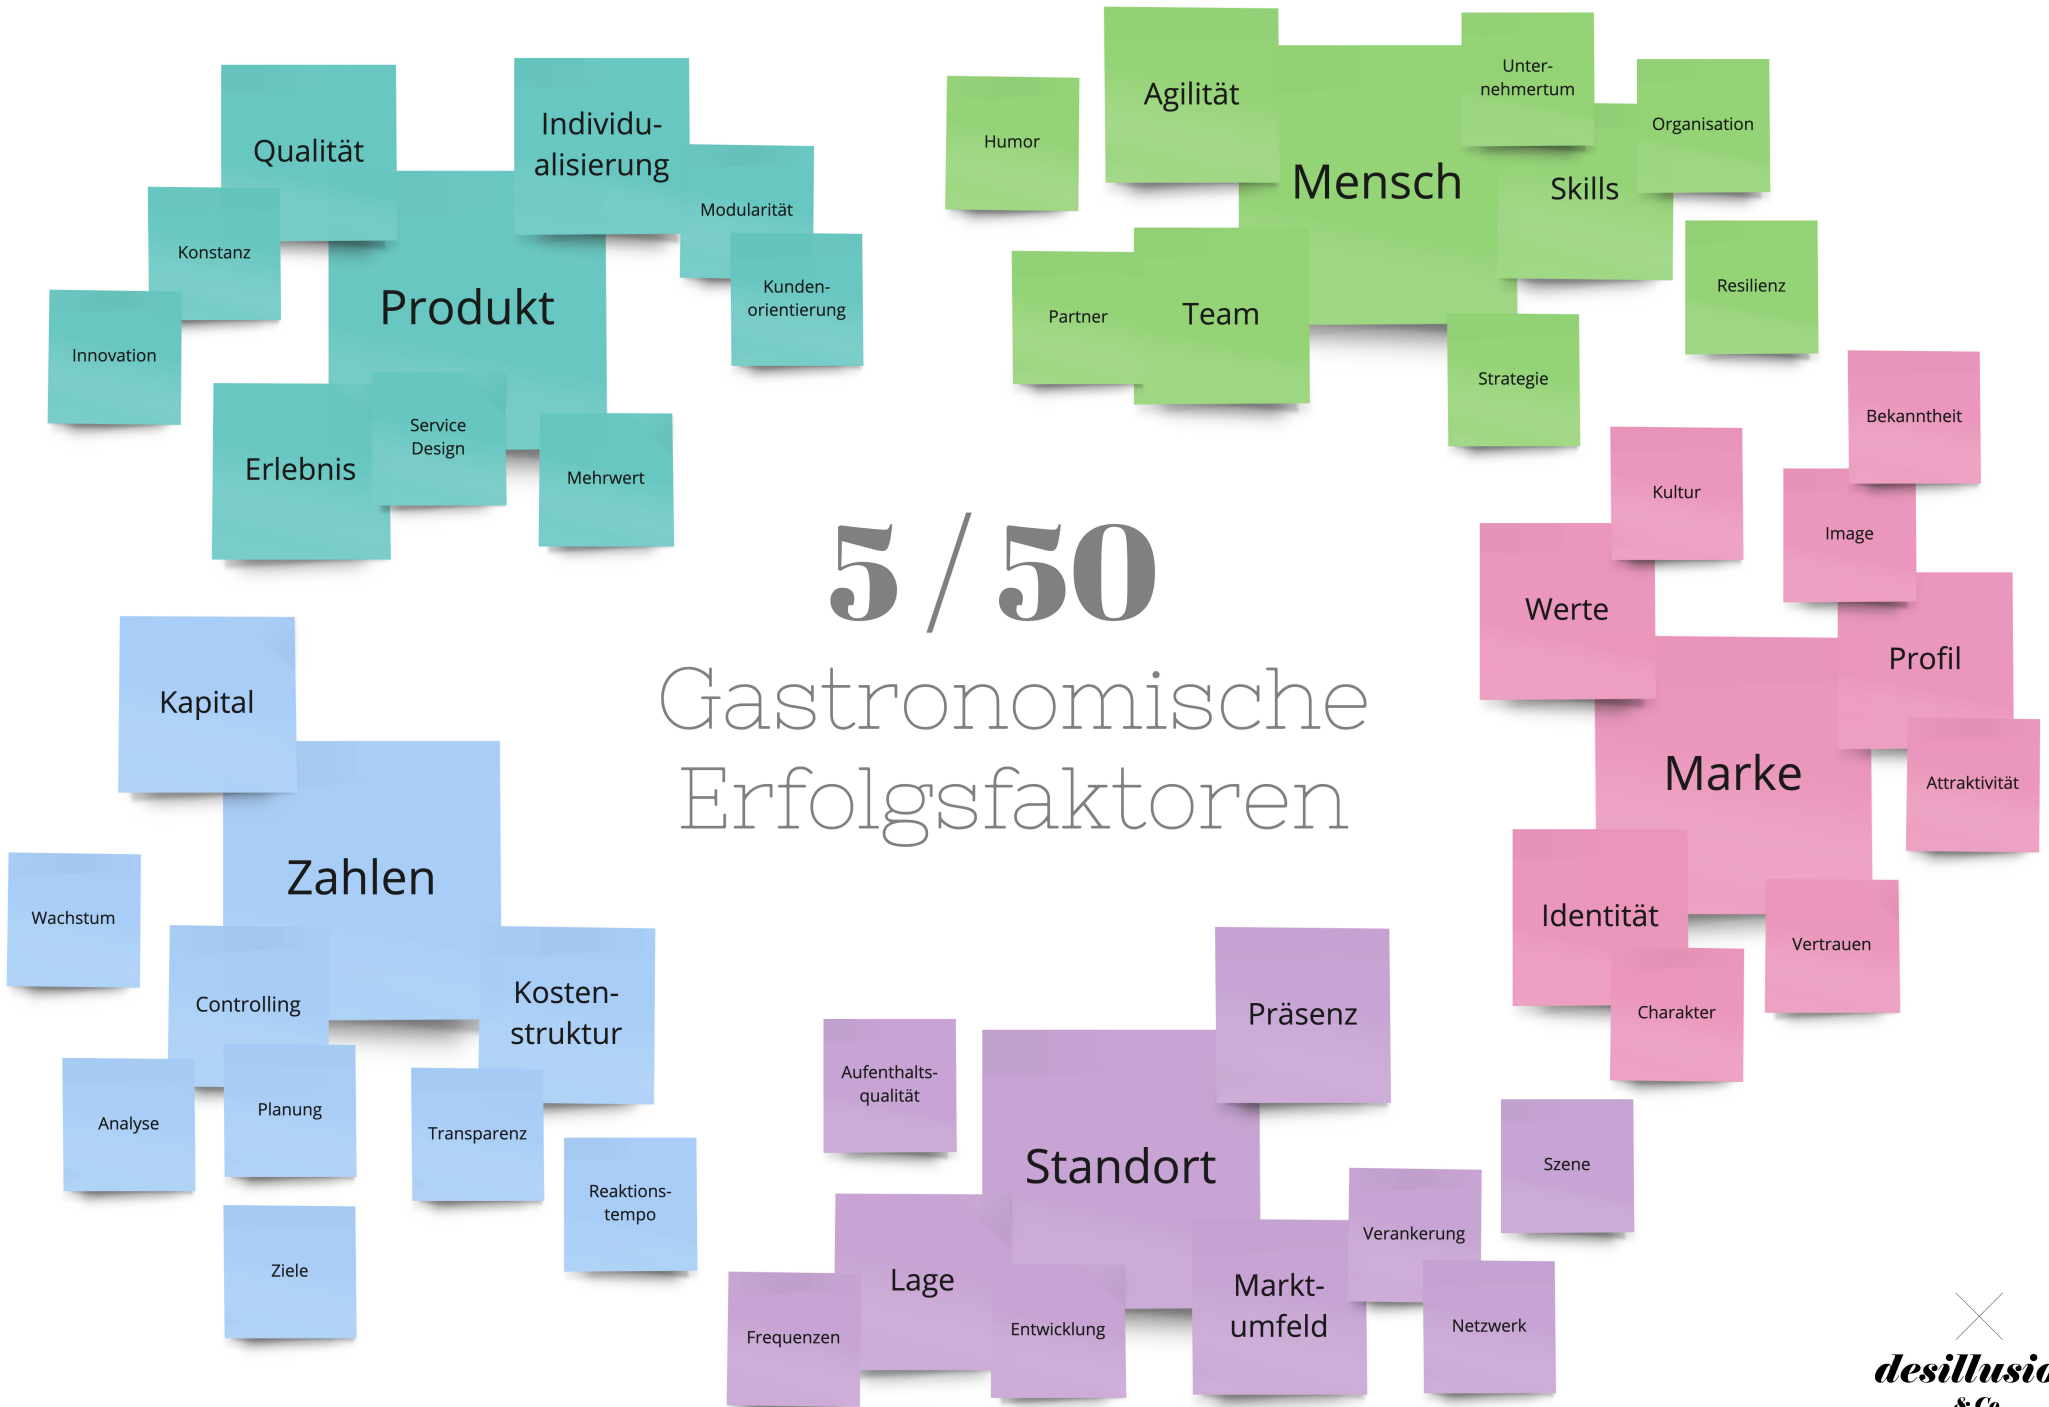 Qualität
Individu-
alisierung
Modularität
Konstanz
Kunden-
orientierung
Produkt
Innovation
Erlebnis
Service
Design
Mehrwert
Humor
Agilität
Unter-
nehmertum
Organisation
Mensch
Skills
Partner
Team
Resilienz
Strategie
5 / 50
Gastronomische
Erfolgsfaktoren
Bekanntheit
Kultur
Image
Werte
Profil
Marke
Attraktivität
Identität
Vertrauen
Charakter
Kapital
Zahlen
Wachstum
Controlling
Kosten-
struktur
Analyse
Planung
Transparenz
Reaktions-
tempo
Ziele
Präsenz
Aufenthalts-
qualität
Standort
Szene
Verankerung
Lage
Markt-
umfeld
Frequenzen
Entwicklung
Netzwerk
& Co